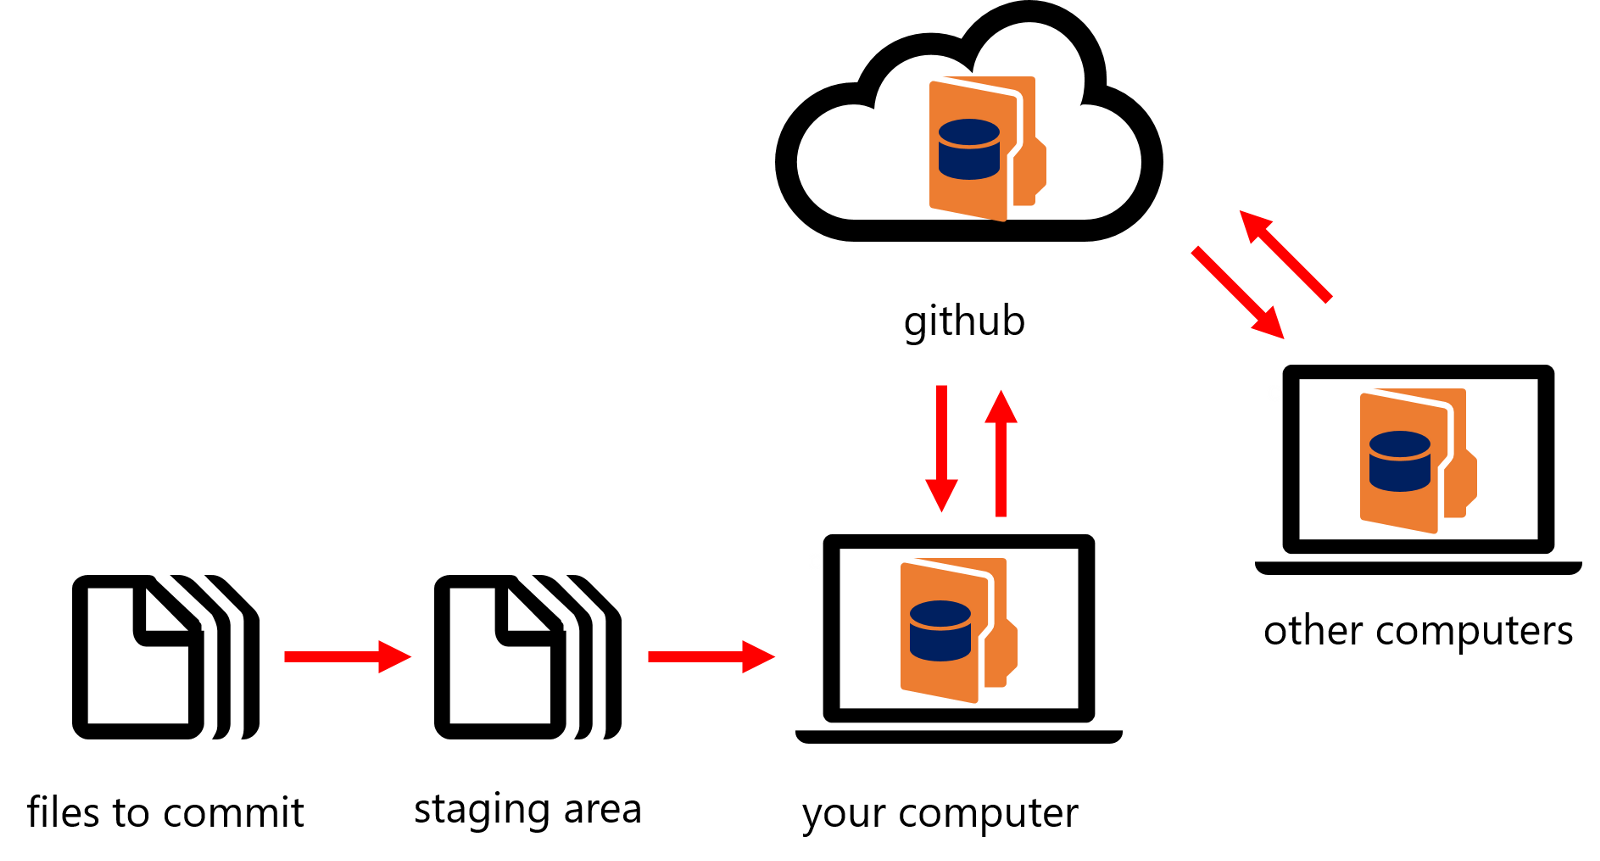 github
other computers
files to commit
staging area
your computer